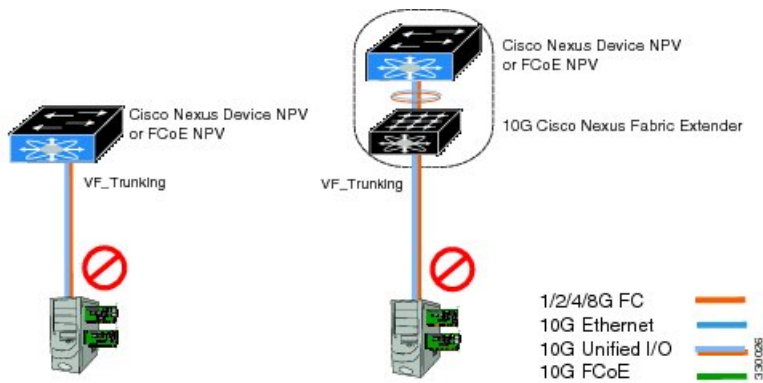 Cisco Nexus Device NPV
or FCoE NPV
VF_Trunking
Cisco Nexus Device NPV
or FCoE NPV
10G Cisco Nexus Fabric Extender
VF_Trunking
1/2/4/8G FC
10G Ethernet
10G Unified I/O
10G FCoE
330026